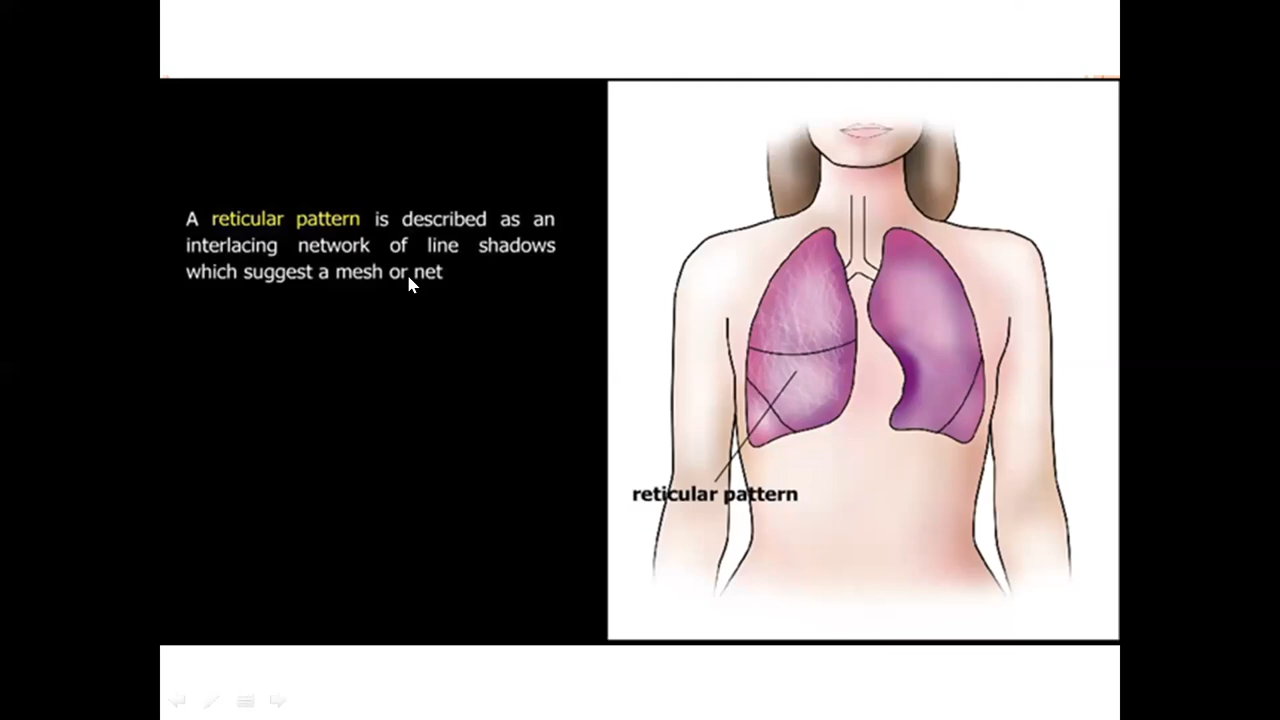 A reticular pattern is described as an
interlacing network of line shadows
which suggest a mesh or net
reticular pattern